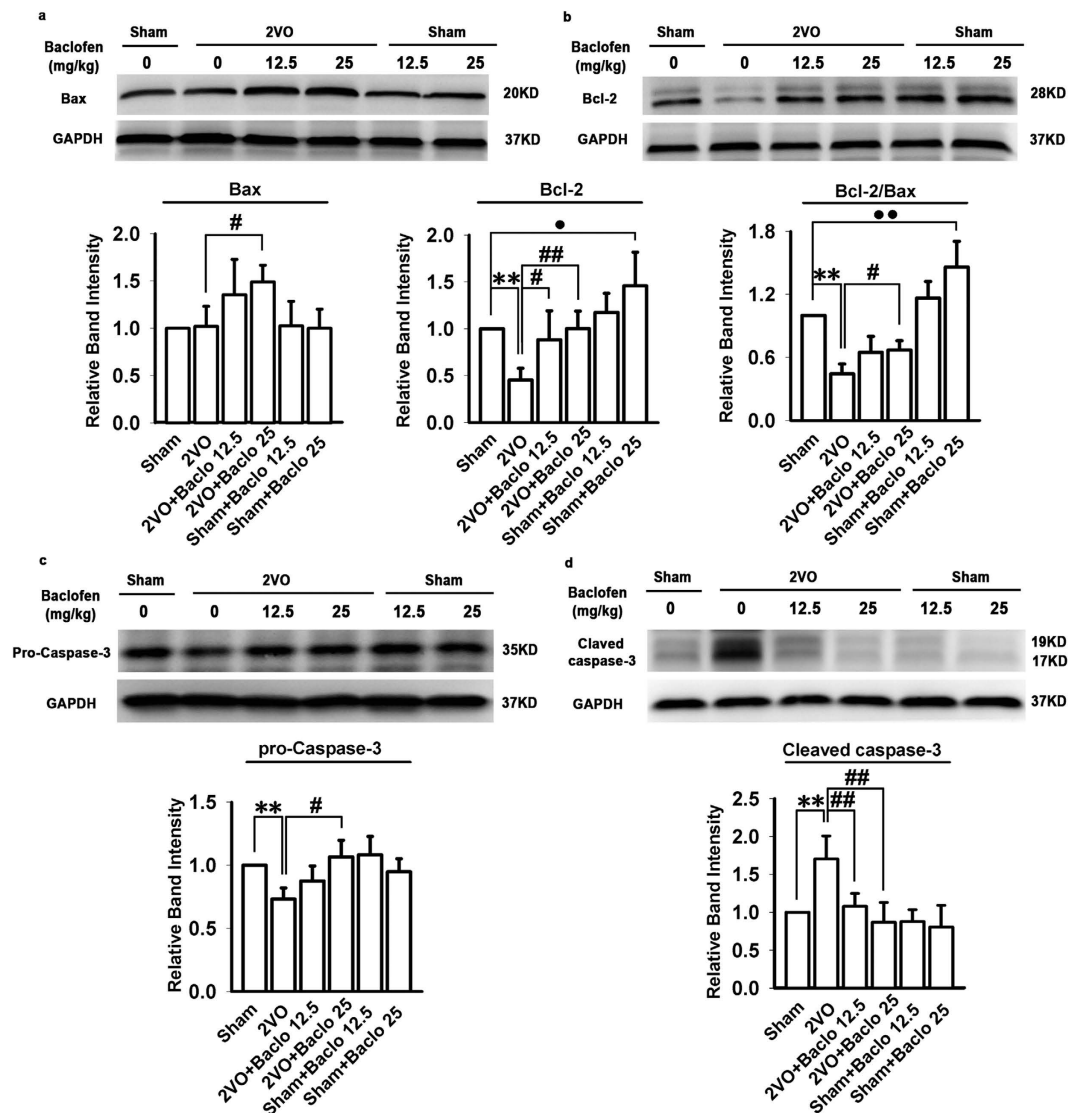 a
Sham 2VO Sham
Baclofen
(mg/kg) 0 0 12.5 25 12.5 25
Bax 20KD
GAPDH 37KD
b
Sham 2VO Sham
Baclofen
(mg/kg) 0 0 12.5 25 12.5 25
Bcl-2 28KD
GAPDH 37KD
Bax
Relative Band Intensity
2.0
1.5
1.0
0.5
0.0
#
Sham
2VO
2VO+Baclo 12.5
2VO+Baclo 25
Sham+Baclo 12.5
Sham+Baclo 25
Bcl-2
Relative Band Intensity
2.0
1.5
1.0
0.5
0.0
●
##
** #
Sham
2VO
2VO+Baclo 12.5
2VO+Baclo 25
Sham+Baclo 12.5
Sham+Baclo 25
Bcl-2/Bax
Relative Band Intensity
1.8
1.2
0.6
0.0
●●
** #
Sham
2VO
2VO+Baclo 12.5
2VO+Baclo 25
Sham+Baclo 12.5
Sham+Baclo 25
c
Sham 2VO Sham
Baclofen
(mg/kg) 0 0 12.5 25 12.5 25
Pro-Caspase-3 35KD
GAPDH 37KD
d
Sham 2VO Sham
Baclofen
(mg/kg) 0 0 12.5 25 12.5 25
Claved 19KD
caspase-3 17KD
GAPDH 37KD
pro-Caspase-3
Relative Band Intensity
1.5
1.0
0.5
0.0
** #
Sham
2VO
2VO+Baclo 12.5
2VO+Baclo 25
Sham+Baclo 12.5
Sham+Baclo 25
Cleaved caspase-3
Relative Band Intensity
2.5
2.0
1.5
1.0
0.5
0.0
##
** ##
Sham
2VO
2VO+Baclo 12.5
2VO+Baclo 25
Sham+Baclo 12.5
Sham+Baclo 25